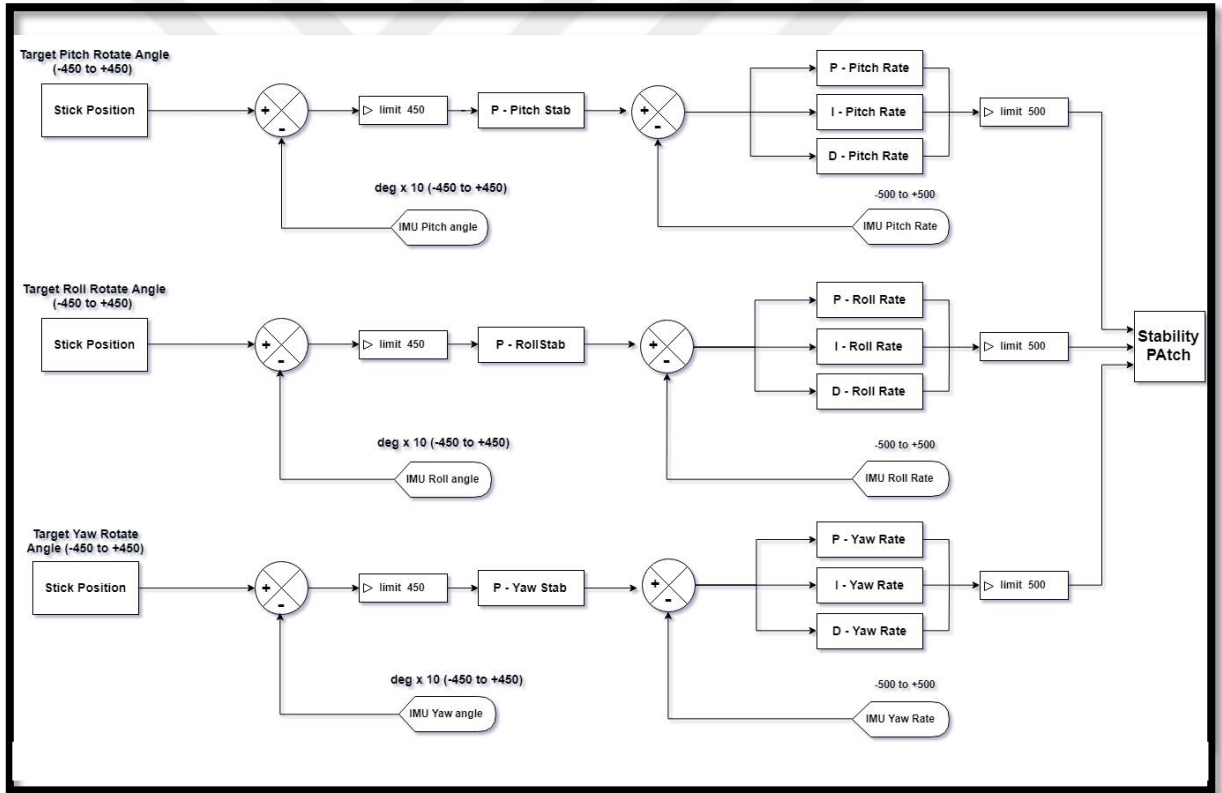 Target Pitch Rotate Angle
(-450 to +450)
Stick Position
+
-
limit 450
P - Pitch Stab
+
-
P - Pitch Rate
I - Pitch Rate
D - Pitch Rate
limit 500
deg x 10 (-450 to +450)
IMU Pitch angle
-500 to +500
IMU Pitch Rate
Target Roll Rotate Angle
(-450 to +450)
Stick Position
+
-
limit 450
P - RollStab
+
-
P - Roll Rate
I - Roll Rate
D - Roll Rate
limit 500
Stability
PAtch
deg x 10 (-450 to +450)
IMU Roll angle
-500 to +500
IMU Roll Rate
Target Yaw Rotate
Angle (-450 to +450)
Stick Position
+
-
limit 450
P - Yaw Stab
+
-
P - Yaw Rate
I - Yaw Rate
D - Yaw Rate
limit 500
deg x 10 (-450 to +450)
IMU Yaw angle
-500 to +500
IMU Yaw Rate